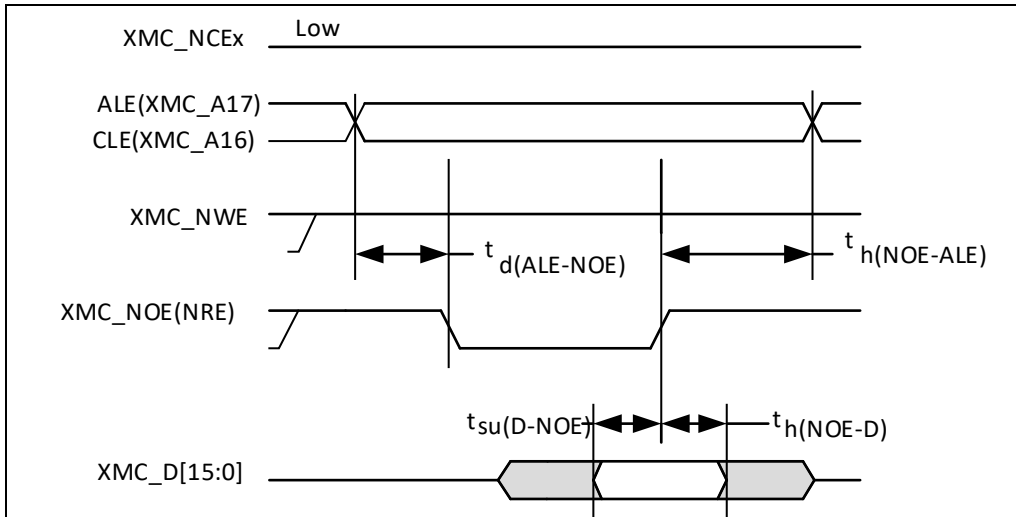 XMC_NCEx
Low
ALE(XMC_A17)
CLE(XMC_A16)
XMC_NWE
t d(ALE-NOE)
t h(NOE-ALE)
XMC_NOE(NRE)
tsu(D-NOE)
th(NOE-D)
XMC_D[15:0]